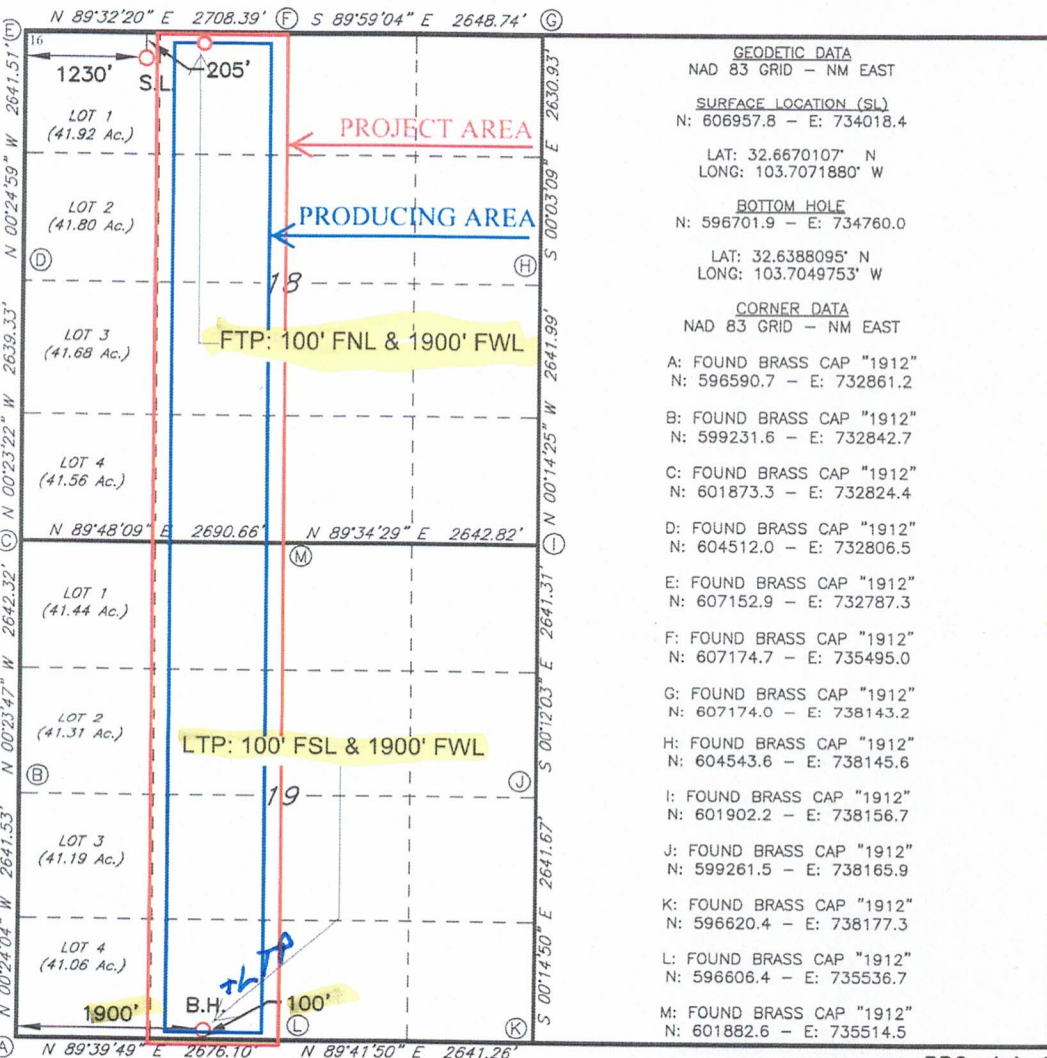 N 89°32'20" E 2708.39' F S 89°59'04" E 2648.74' G
E
16
1230'
S.L.
205'
N 00°24'59" W 2641.51'
LOT 1
(41.92 Ac.)
PROJECT AREA
S 00°03'09" E 2630.93'
LOT 2
(41.80 Ac.)
PRODUCING AREA
D
H
18
LOT 3
(41.68 Ac.)
FTP: 100' FNL & 1900' FWL
N 00°23'22" W 2639.33'
N 00°14'25" W 2641.99'
LOT 4
(41.56 Ac.)
C
N 89°48'09" E 2690.66' N 89°34'29" E 2642.82'
I
M
LOT 1
(41.44 Ac.)
N 00°23'47" W 2642.32'
S 00°12'03" E 2641.31'
LOT 2
(41.31 Ac.)
LTP: 100' FSL & 1900' FWL
B
J
19
LOT 3
(41.19 Ac.)
N 00°24'04" W 2641.53'
S 00°14'50" E 2641.67'
LOT 4
(41.06 Ac.)
+LTP
1900'
B.H.
100'
L
K
A
N 89°39'49" E 2676.10' N 89°41'50" E 2641.26'
GEODETIC DATA
NAD 83 GRID - NM EAST
SURFACE LOCATION (SL)
N: 606957.8 - E: 734018.4
LAT: 32.6670107° N
LONG: 103.7071880° W
BOTTOM HOLE
N: 596701.9 - E: 734760.0
LAT: 32.6388095° N
LONG: 103.7049753° W
CORNER DATA
NAD 83 GRID - NM EAST
A: FOUND BRASS CAP "1912"
N: 596590.7 - E: 732861.2
B: FOUND BRASS CAP "1912"
N: 599231.6 - E: 732842.7
C: FOUND BRASS CAP "1912"
N: 601873.3 - E: 732824.4
D: FOUND BRASS CAP "1912"
N: 604512.0 - E: 732806.5
E: FOUND BRASS CAP "1912"
N: 607152.9 - E: 732787.3
F: FOUND BRASS CAP "1912"
N: 607174.7 - E: 735495.0
G: FOUND BRASS CAP "1912"
N: 607174.0 - E: 738143.2
H: FOUND BRASS CAP "1912"
N: 604543.6 - E: 738145.6
I: FOUND BRASS CAP "1912"
N: 601902.2 - E: 738156.7
J: FOUND BRASS CAP "1912"
N: 599261.5 - E: 738165.9
K: FOUND BRASS CAP "1912"
N: 596620.4 - E: 738177.3
L: FOUND BRASS CAP "1912"
N: 596606.4 - E: 735536.7
M: FOUND BRASS CAP "1912"
N: 601882.6 - E: 735514.5